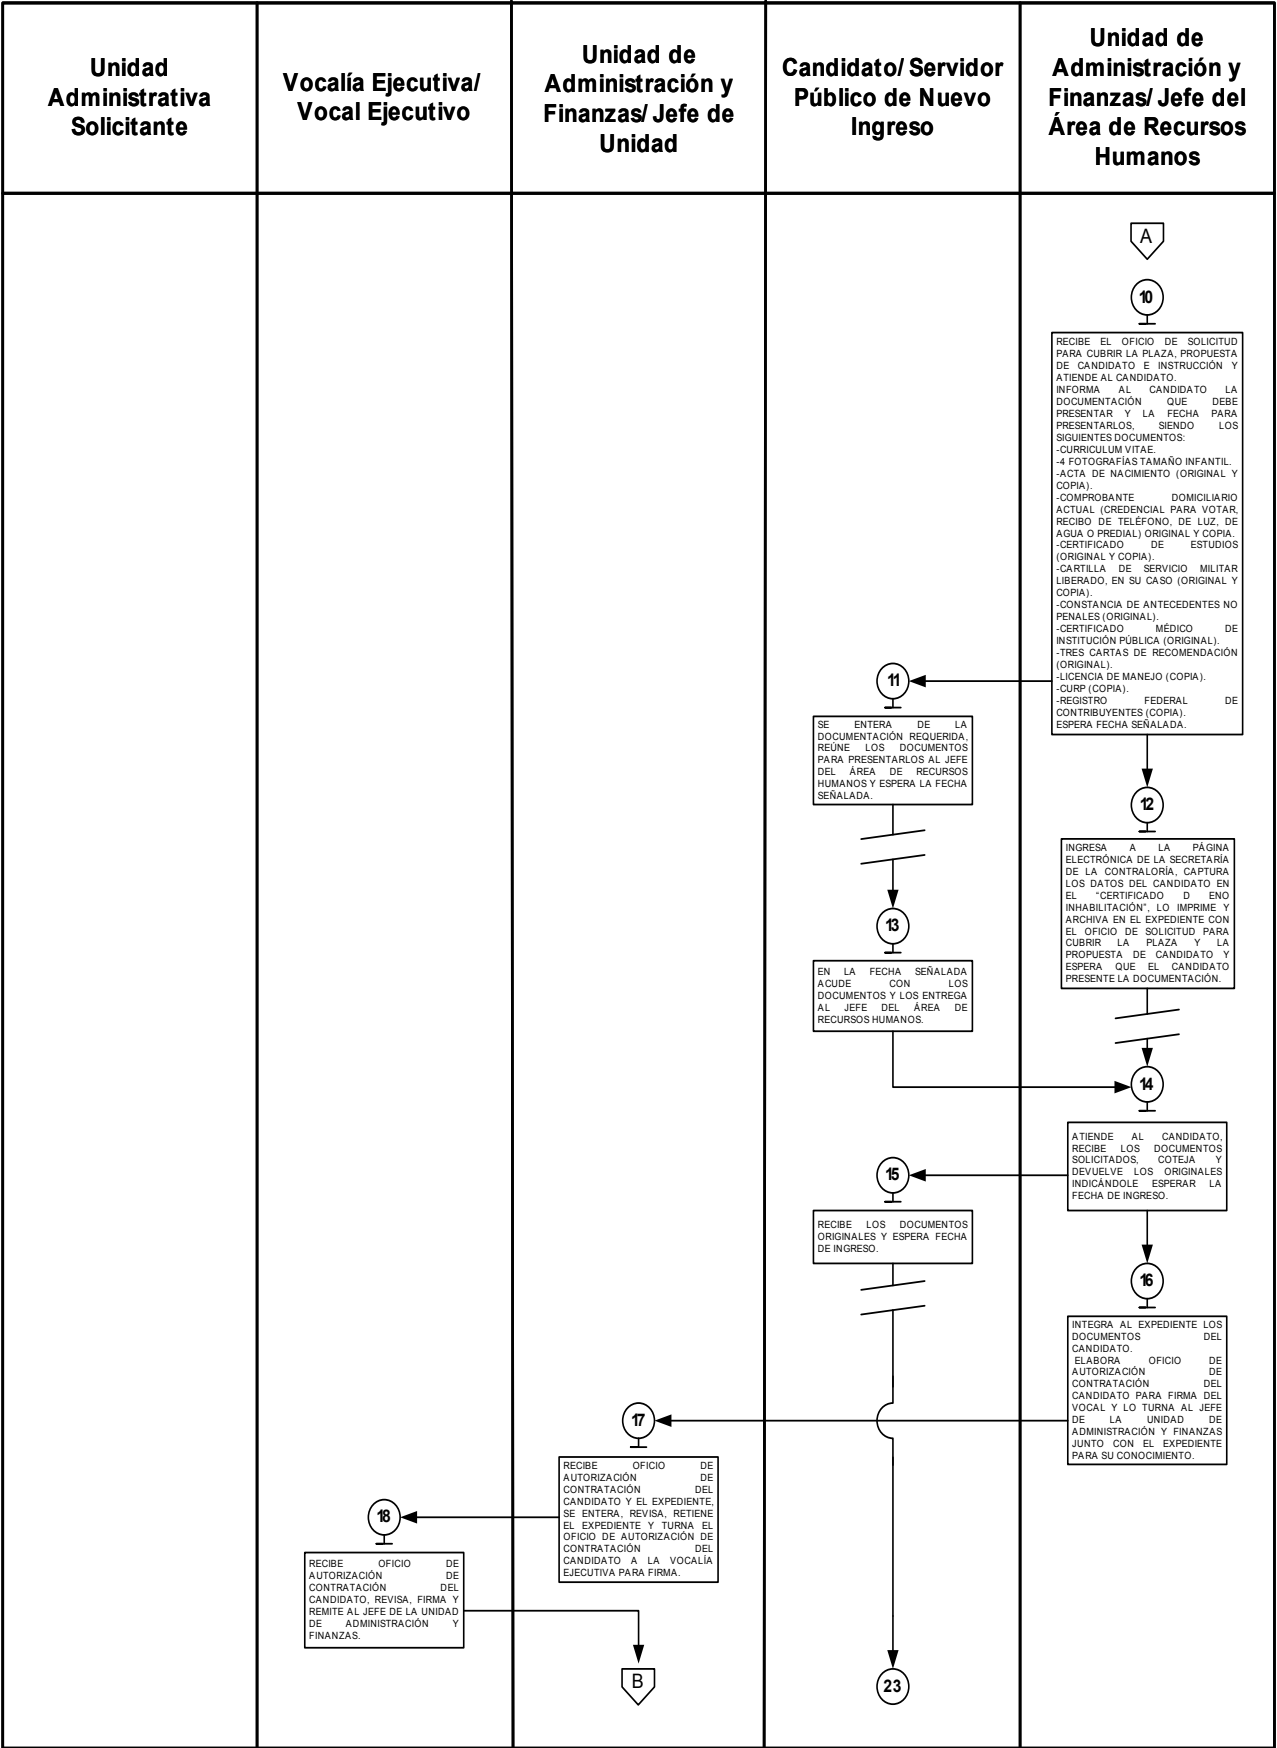 Unidad
Administrativa
Solicitante
Vocalía Ejecutiva/
Vocal Ejecutivo
Unidad de
Administración y
Finanzas/ Jefe de
Unidad
Candidato/ Servidor
Público de Nuevo
Ingreso
Unidad de
Administración y
Finanzas/ Jefe del
Área de Recursos
Humanos
A
10
RECIBE EL OFICIO DE SOLICITUD
PARA CUBRIR LA PLAZA, PROPUESTA
DE CANDIDATO E INSTRUCCIÓN Y
ATIENDE AL CANDIDATO.
INFORMA AL CANDIDATO LA
DOCUMENTACIÓN QUE DEBE
PRESENTAR Y LA FECHA PARA
PRESENTARLOS, SIENDO LOS
SIGUIENTES DOCUMENTOS:
-CURRICULUM VITAE.
-4 FOTOGRAFÍAS TAMAÑO INFANTIL.
-ACTA DE NACIMIENTO (ORIGINAL Y
COPIA).
-COMPROBANTE DOMICILIARIO
ACTUAL (CREDENCIAL PARA VOTAR,
RECIBO DE TELÉFONO, DE LUZ, DE
AGUA O PREDIAL) ORIGINAL Y COPIA.
-CERTIFICADO DE ESTUDIOS
(ORIGINAL Y COPIA).
-CARTILLA DE SERVICIO MILITAR
LIBERADO, EN SU CASO (ORIGINAL Y
COPIA).
-CONSTANCIA DE ANTECEDENTES NO
PENALES (ORIGINAL).
-CERTIFICADO MÉDICO DE
INSTITUCIÓN PÚBLICA (ORIGINAL).
-TRES CARTAS DE RECOMENDACIÓN
(ORIGINAL).
-LICENCIA DE MANEJO (COPIA).
-CURP (COPIA).
-REGISTRO FEDERAL DE
CONTRIBUYENTES (COPIA).
ESPERA FECHA SEÑALADA.
11
SE ENTERA DE LA
DOCUMENTACIÓN REQUERIDA,
REÚNE LOS DOCUMENTOS
PARA PRESENTARLOS AL JEFE
DEL ÁREA DE RECURSOS
HUMANOS Y ESPERA LA FECHA
SEÑALADA.
12
INGRESA A LA PÁGINA
ELECTRÓNICA DE LA SECRETARÍA
DE LA CONTRALORÍA, CAPTURA
LOS DATOS DEL CANDIDATO EN
EL “CERTIFICADO D ENO
INHABILITACIÓN”, LO IMPRIME Y
ARCHIVA EN EL EXPEDIENTE CON
EL OFICIO DE SOLICITUD PARA
CUBRIR LA PLAZA Y LA
PROPUESTA DE CANDIDATO Y
ESPERA QUE EL CANDIDATO
PRESENTE LA DOCUMENTACIÓN.
13
EN LA FECHA SEÑALADA
ACUDE CON LOS
DOCUMENTOS Y LOS ENTREGA
AL JEFE DEL ÁREA DE
RECURSOS HUMANOS.
14
ATIENDE AL CANDIDATO,
RECIBE LOS DOCUMENTOS
SOLICITADOS, COTEJA Y
DEVUELVE LOS ORIGINALES
INDICÁNDOLE ESPERAR LA
FECHA DE INGRESO.
15
RECIBE LOS DOCUMENTOS
ORIGINALES Y ESPERA FECHA
DE INGRESO.
16
INTEGRA AL EXPEDIENTE LOS
DOCUMENTOS DEL
CANDIDATO.
ELABORA OFICIO DE
AUTORIZACIÓN DE
CONTRATACIÓN DEL
CANDIDATO PARA FIRMA DEL
VOCAL Y LO TURNA AL JEFE
DE LA UNIDAD DE
ADMINISTRACIÓN Y FINANZAS
JUNTO CON EL EXPEDIENTE
PARA SU CONOCIMIENTO.
17
RECIBE OFICIO DE
AUTORIZACIÓN DE
CONTRATACIÓN DEL
CANDIDATO Y EL EXPEDIENTE,
SE ENTERA, REVISA, RETIENE
EL EXPEDIENTE Y TURNA EL
OFICIO DE AUTORIZACIÓN DE
CONTRATACIÓN DEL
CANDIDATO A LA VOCALÍA
EJECUTIVA PARA FIRMA.
18
RECIBE OFICIO DE
AUTORIZACIÓN DE
CONTRATACIÓN DEL
CANDIDATO, REVISA, FIRMA Y
REMITE AL JEFE DE LA UNIDAD
DE ADMINISTRACIÓN Y
FINANZAS.
B
23